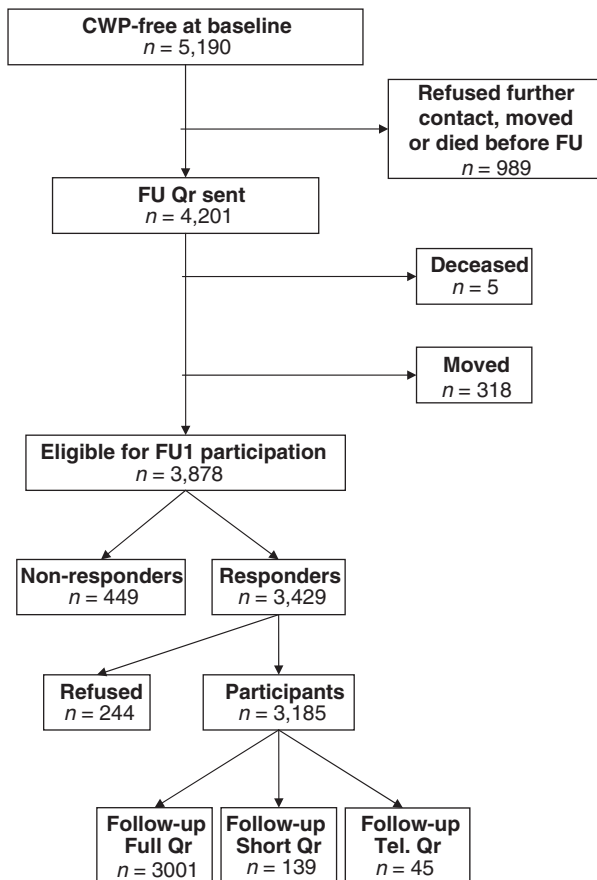 CWP-free at baseline
n = 5,190
Refused further
contact, moved
or died before FU
n = 989
FU Qr sent
n = 4,201
Deceased
n = 5
Moved
n = 318
Eligible for FU1 participation
n = 3,878
Non-responders
n = 449
Responders
n = 3,429
Refused
n = 244
Participants
n = 3,185
Follow-up
Full Qr
n = 3001
Follow-up
Short Qr
n = 139
Follow-up
Tel. Qr
n = 45